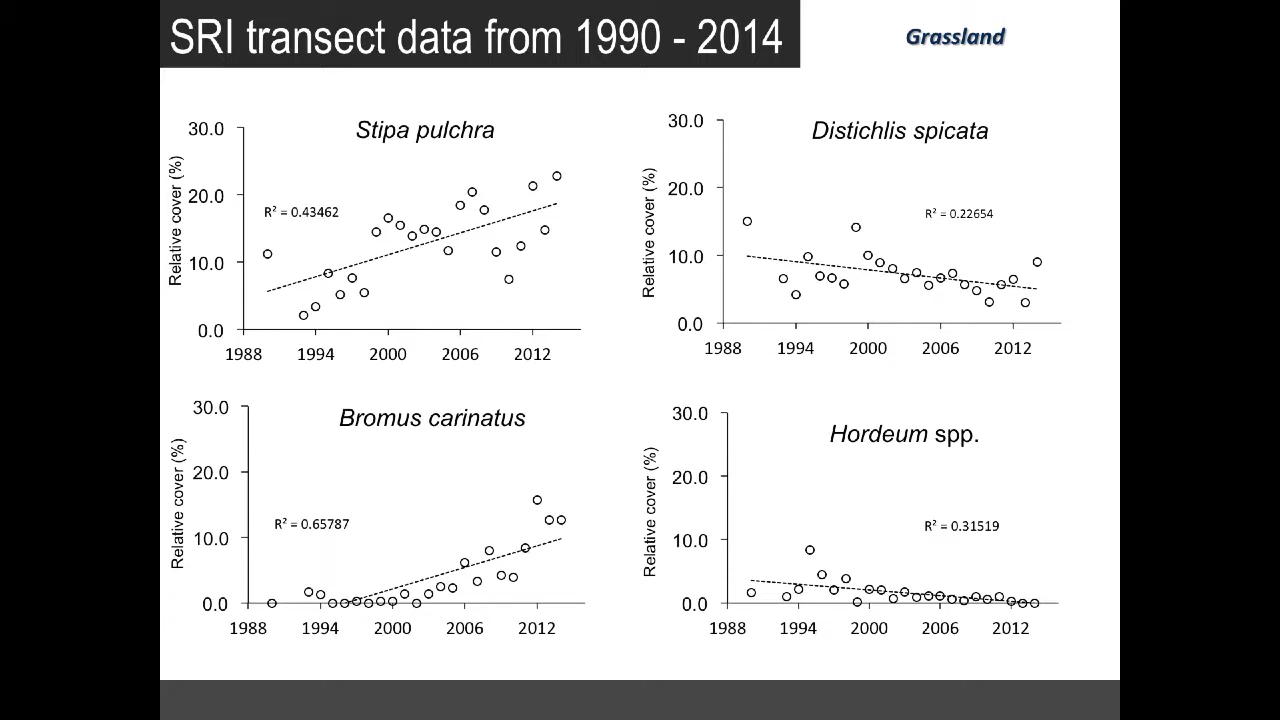 SRI transect data from 1990 - 2014
Grassland
Stipa pulchra
Relative cover (%)
30.0
20.0
10.0
0.0
R² = 0.43462
1988 1994 2000 2006 2012
Distichlis spicata
Relative cover (%)
30.0
20.0
10.0
0.0
R² = 0.22654
1988 1994 2000 2006 2012
Bromus carinatus
Relative cover (%)
30.0
20.0
10.0
0.0
R² = 0.65787
1988 1994 2000 2006 2012
Hordeum spp.
Relative cover (%)
30.0
20.0
10.0
0.0
R² = 0.31519
1988 1994 2000 2006 2012